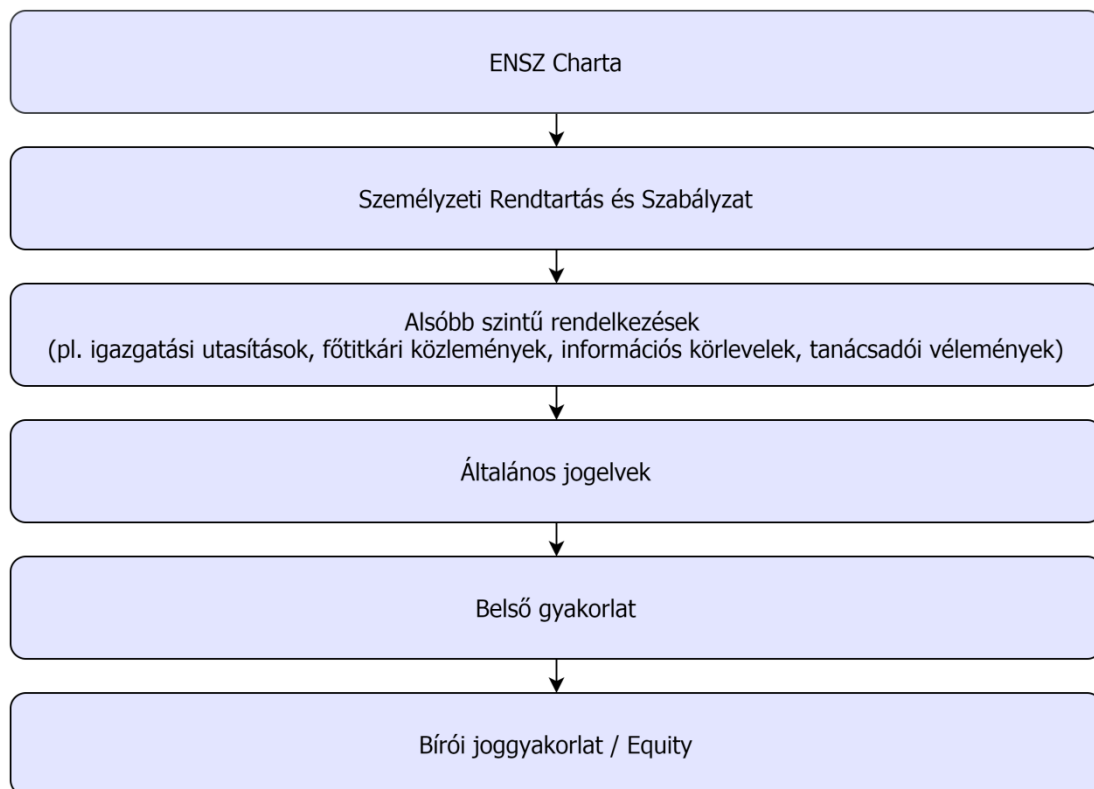 ENSZ Charta
Személyzeti Rendtartás és Szabályzat
Alsóbb szintű rendelkezések
(pl. igazgatási utasítások, főtitkári közlemények, információs körlevelek, tanácsadói vélemények)
Általános jogelvek
Belső gyakorlat
Bírói joggyakorlat / Equity